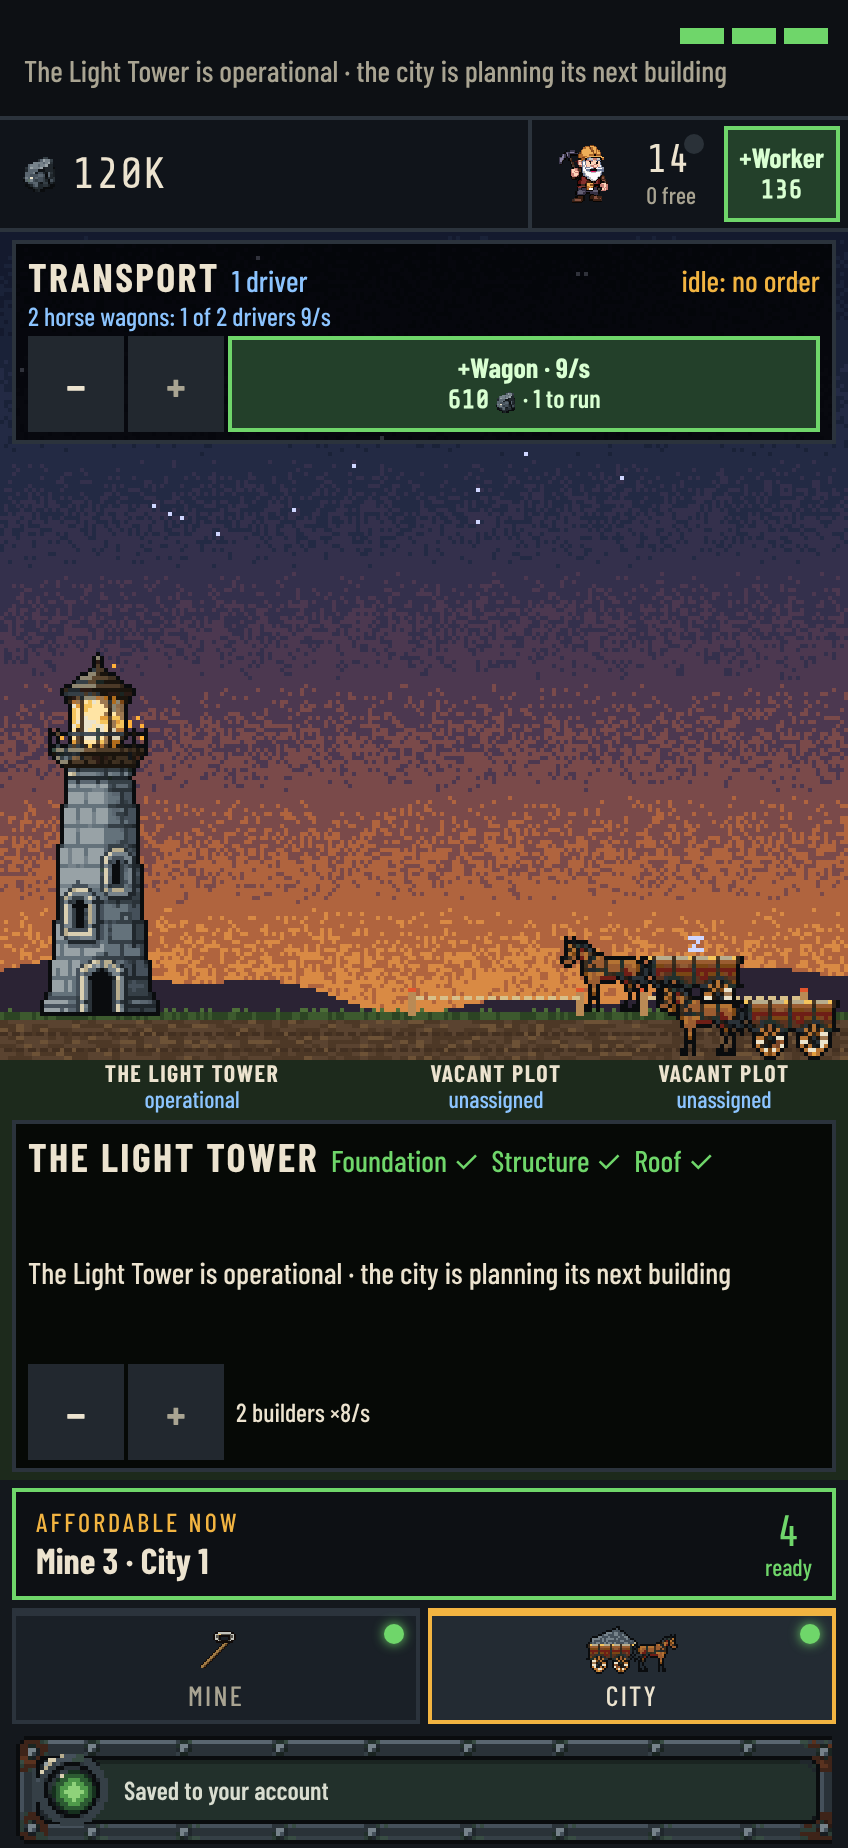 The Light Tower is operational · the city is planning its next building
120K
14
0 free
+Worker
136
TRANSPORT 1 driver
idle: no order
2 horse wagons: 1 of 2 drivers 9/s
− +
+Wagon · 9/s
610 · 1 to run
Z
THE LIGHT TOWER
operational
VACANT PLOT
unassigned
VACANT PLOT
unassigned
THE LIGHT TOWER Foundation ✓ Structure ✓ Roof ✓
The Light Tower is operational · the city is planning its next building
− + 2 builders ×8/s
AFFORDABLE NOW
Mine 3 · City 1
4
ready
MINE
CITY
Saved to your account